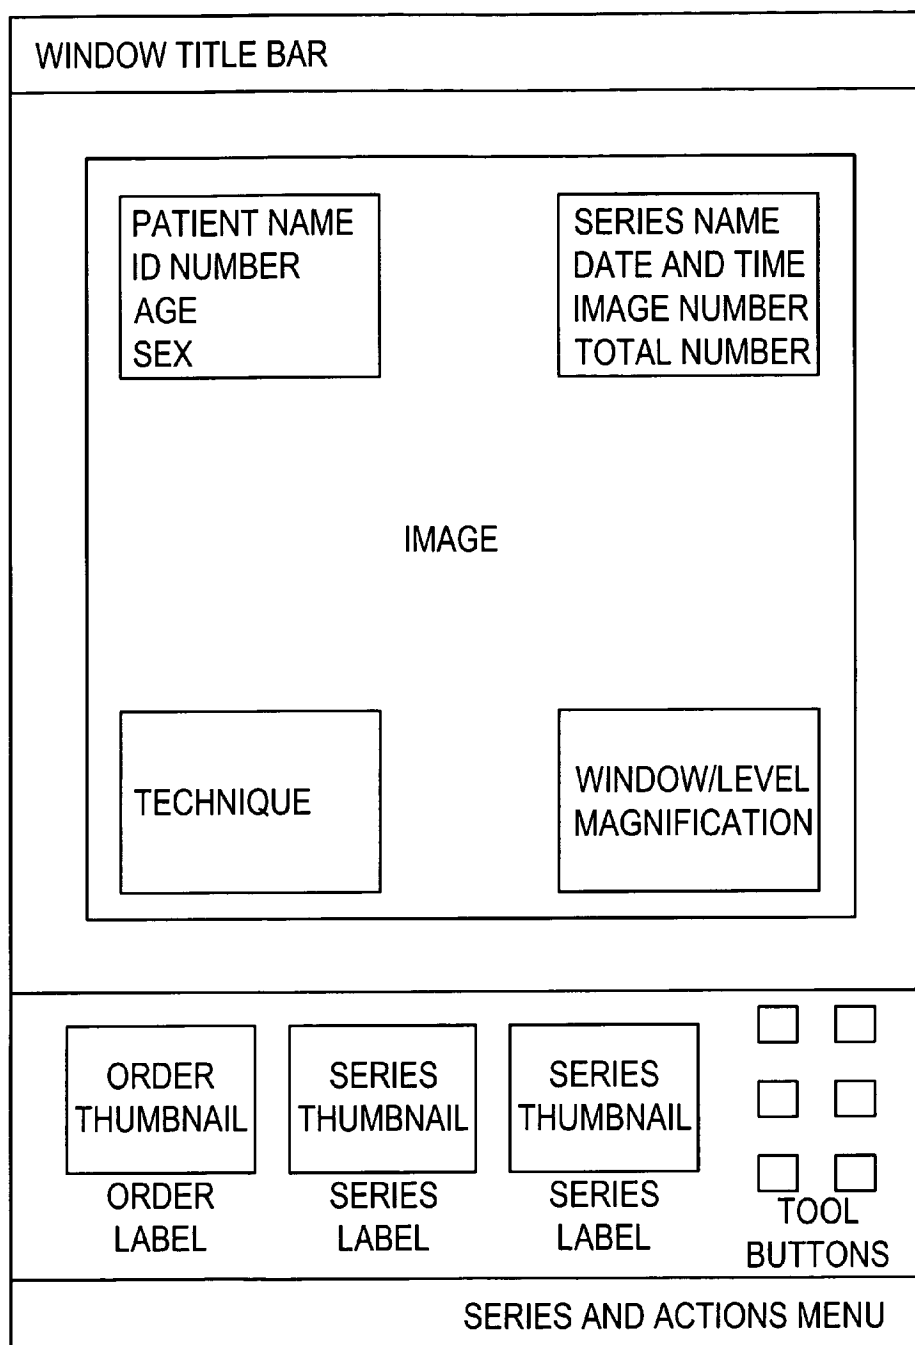 WINDOW TITLE BAR
PATIENT NAME
ID NUMBER
AGE
SEX
SERIES NAME
DATE AND TIME
IMAGE NUMBER
TOTAL NUMBER
IMAGE
TECHNIQUE
WINDOW/LEVEL
MAGNIFICATION
ORDER
THUMBNAIL
ORDER
LABEL
SERIES
THUMBNAIL
SERIES
LABEL
SERIES
THUMBNAIL
SERIES
LABEL
TOOL
BUTTONS
SERIES AND ACTIONS MENU